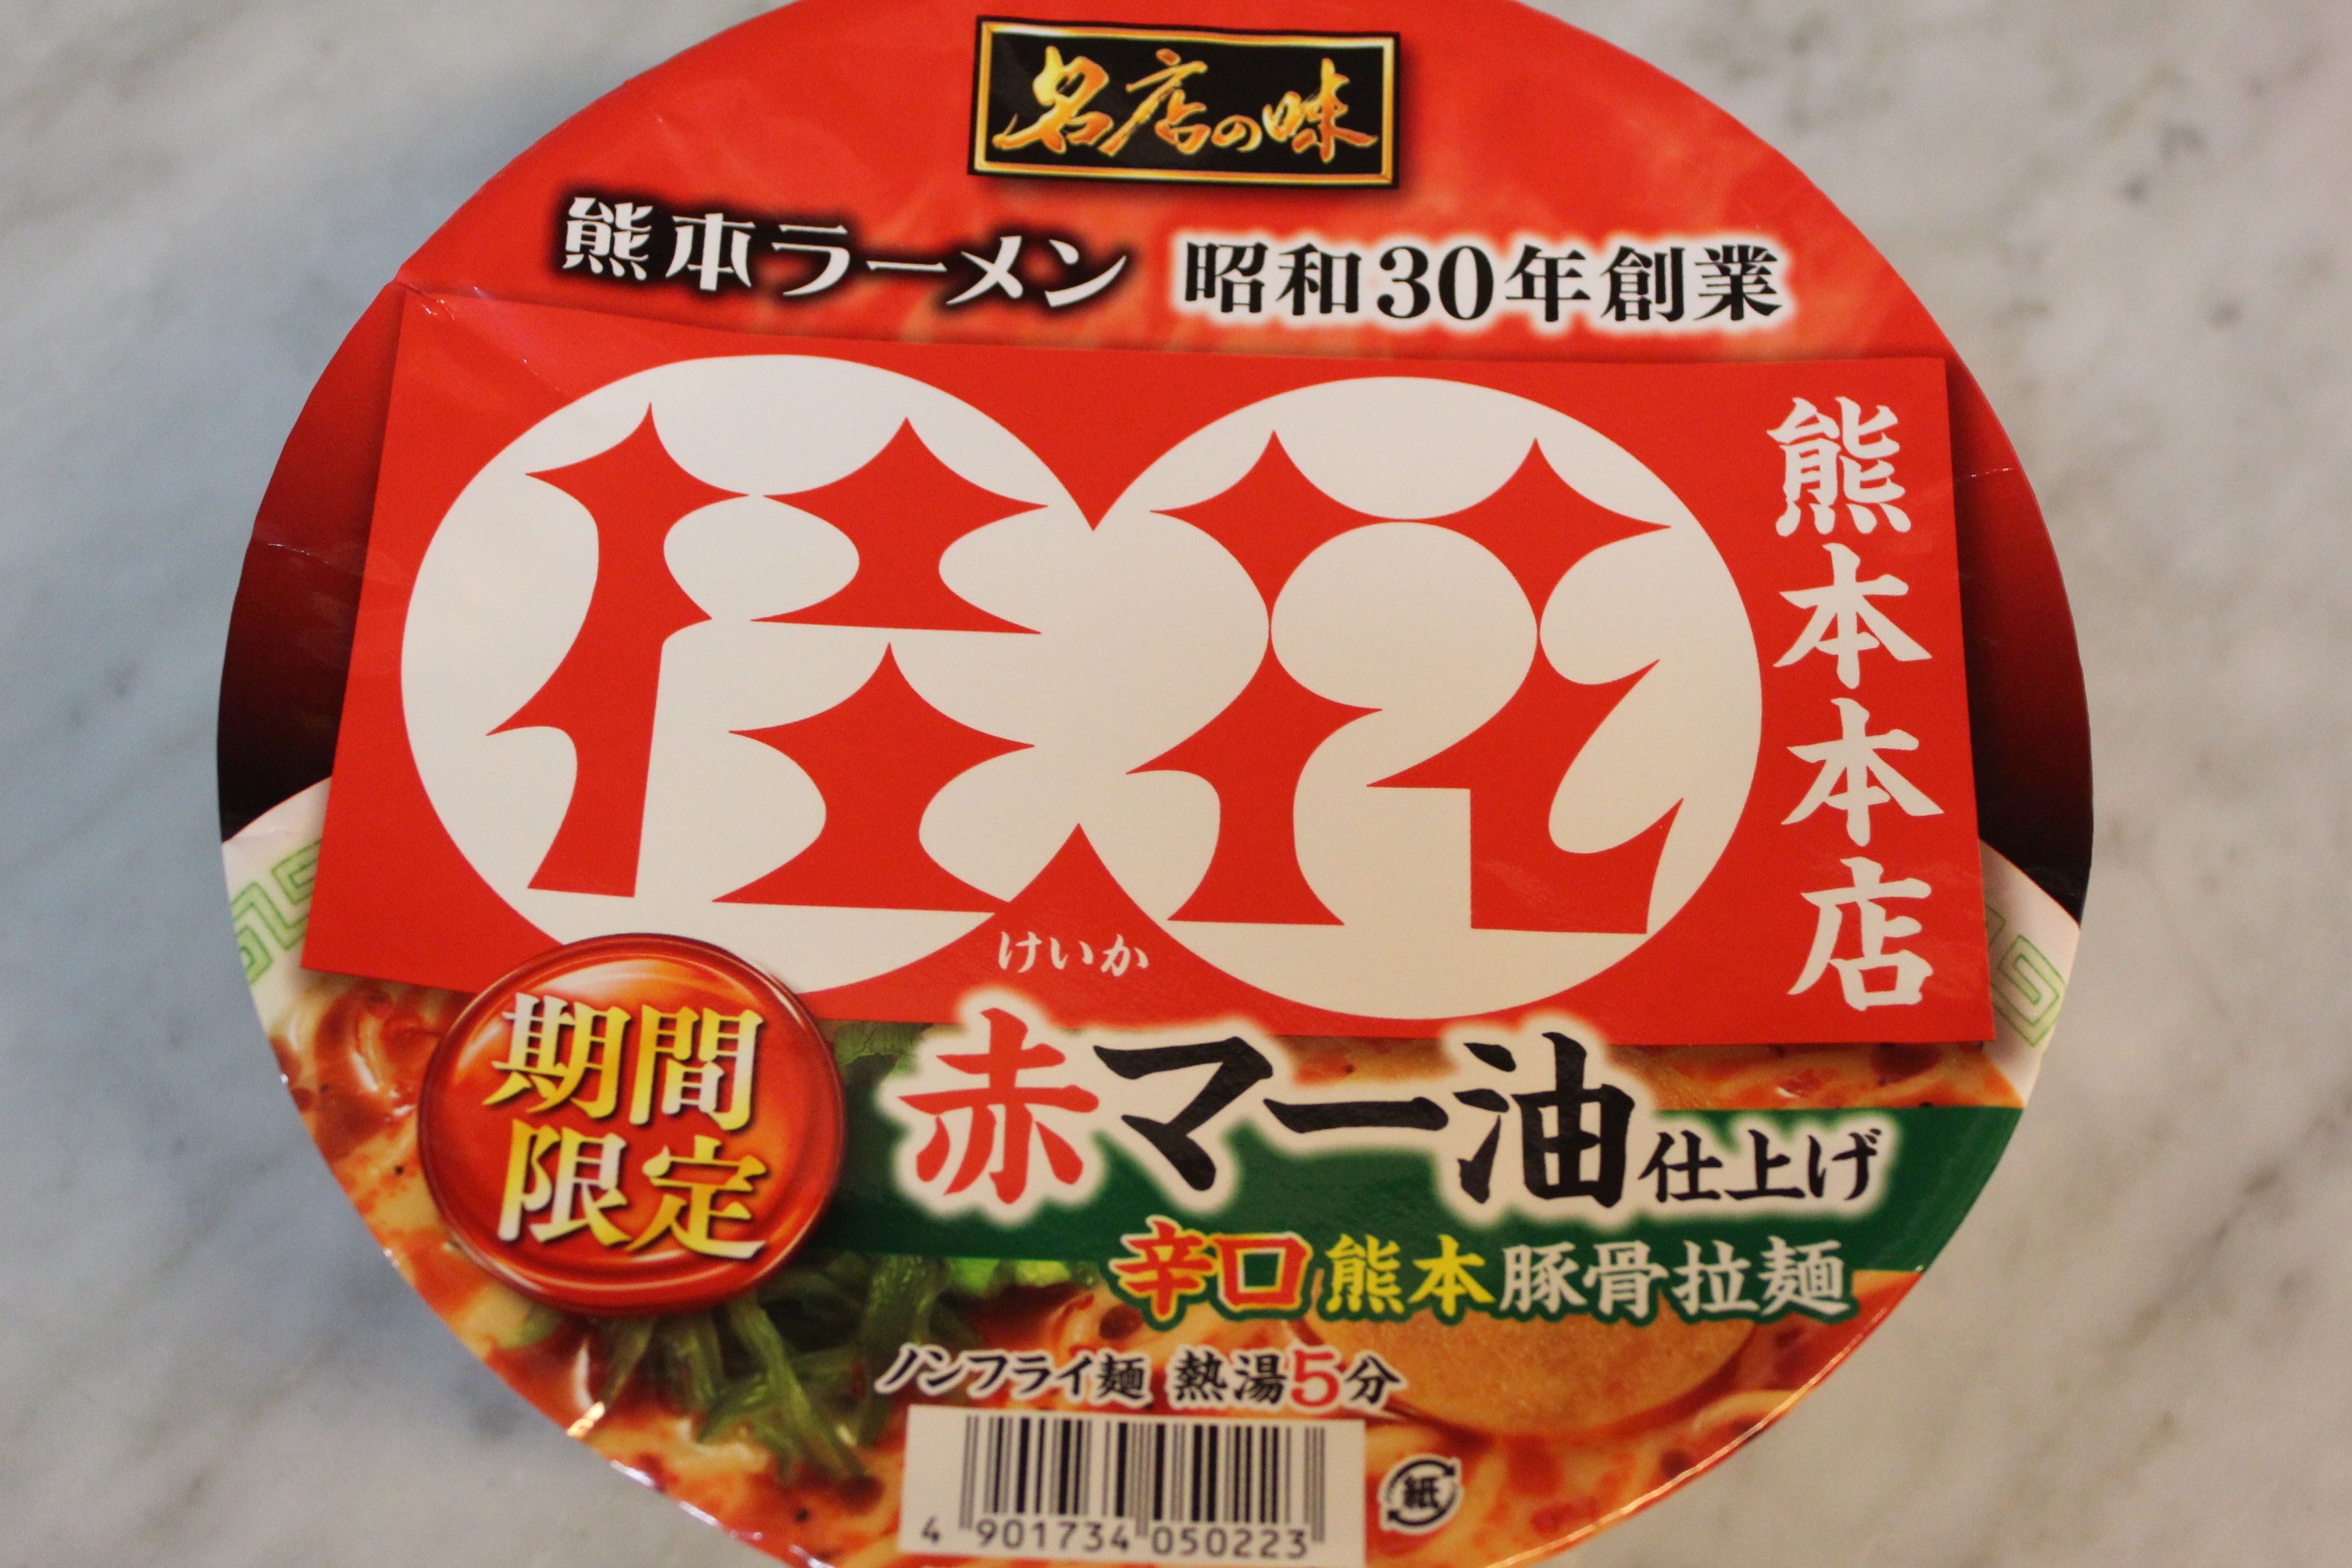 名店の味
熊本ラーメン 昭和30年創業
桂花
けいか
熊本本店
期間
限定
赤マー油仕上げ
辛口熊本豚骨拉麺
ノンフライ麺 熱湯5分
4 901734 050223
紙